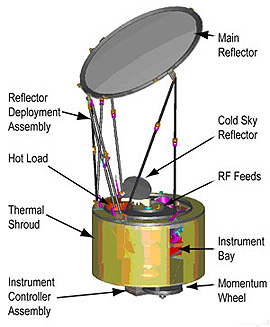 Main
Reflector
Reflector
Deployment
Assembly
Cold Sky
Reflector
Hot Load
RF Feeds
Thermal
Shroud
Instrument
Bay
Instrument
Controller
Assembly
Momentum
Wheel